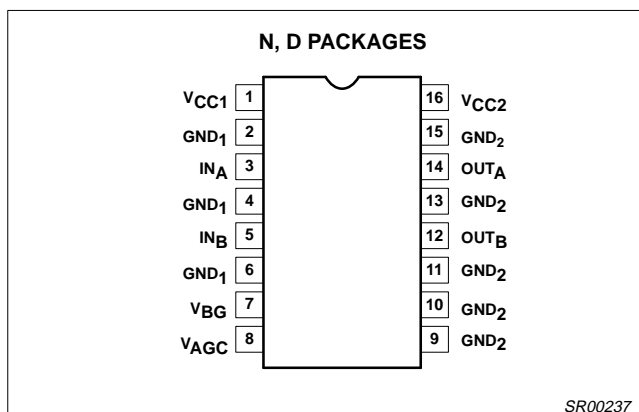 N, D PACKAGES
VCC1 1 16 VCC2
GND1 2 15 GND2
INA 3 14 OUTA
GND1 4 13 GND2
INB 5 12 OUTB
GND1 6 11 GND2
VBG 7 10 GND2
VAGC 8 9 GND2
SR00237